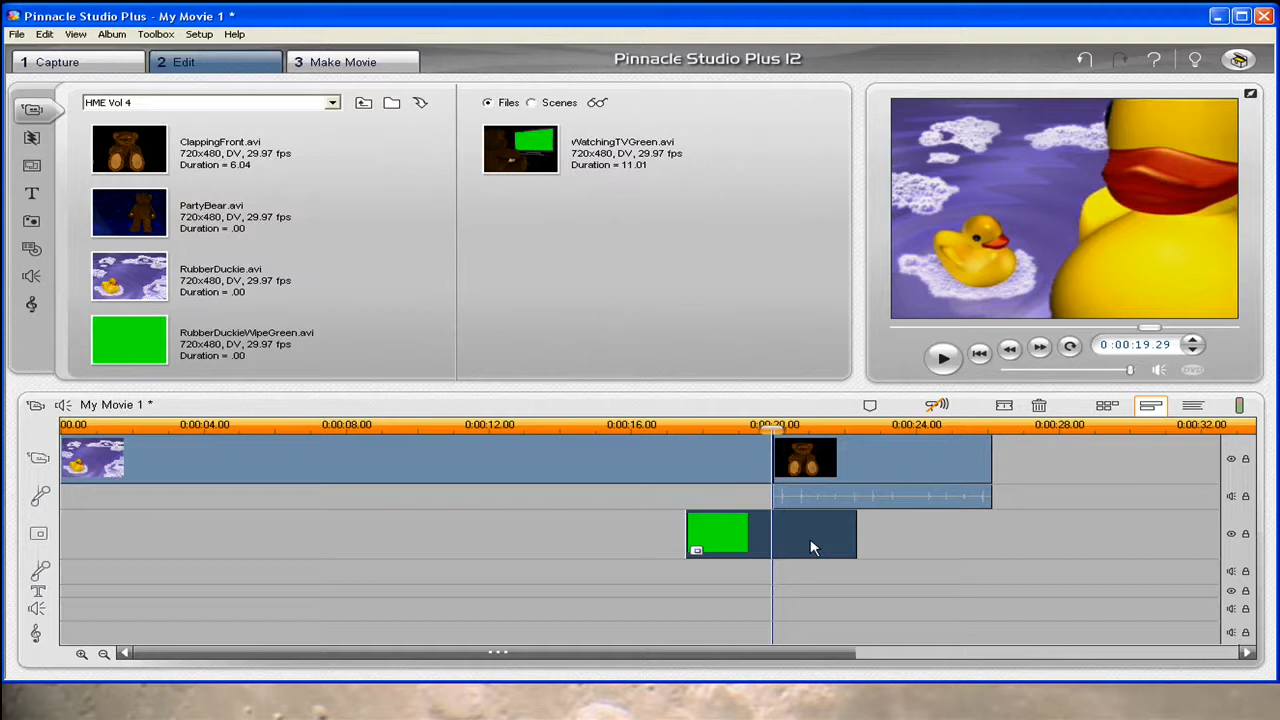 Pinnacle Studio Plus - My Movie 1 *
File Edit View Album Toolbox Setup Help
1 Capture
2 Edit
3 Make Movie
Pinnacle Studio Plus 12
HME Vol 4
Files Scenes
ClappingFront.avi
720x480, DV, 29.97 fps
Duration = 6.04
WatchingTVGreen.avi
720x480, DV, 29.97 fps
Duration = 11.01
PartyBear.avi
720x480, DV, 29.97 fps
Duration = .00
RubberDuckie.avi
720x480, DV, 29.97 fps
Duration = .00
RubberDuckieWipeGreen.avi
720x480, DV, 29.97 fps
Duration = .00
0:00:19.29
DVD
My Movie 1 *
00.00 0:00:04.00 0:00:08.00 0:00:12.00 0:00:16.00 0:00:20.00 0:00:24.00 0:00:28.00 0:00:32.00